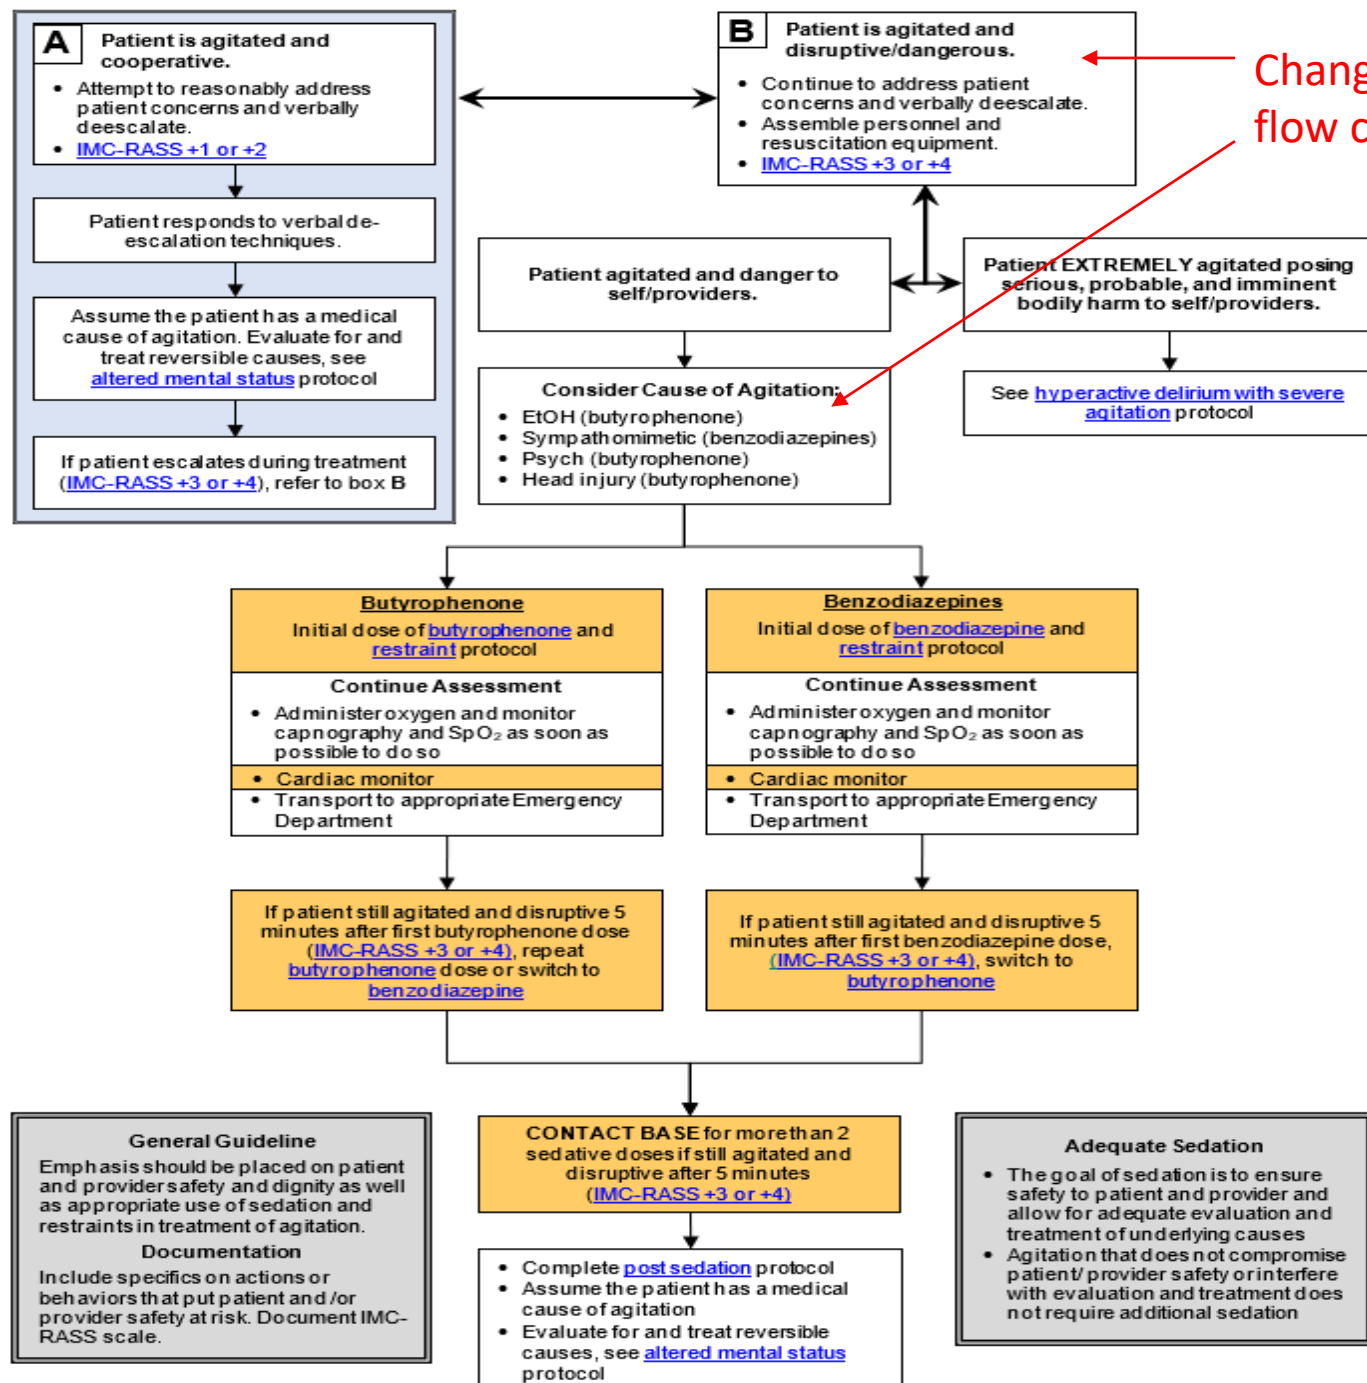 A
Patient is agitated and
cooperative.
• Attempt to reasonably address
patient concerns and verbally
deescalate.
• IMC-RASS +1 or +2
Patient responds to verbal de-
escalation techniques.
Assume the patient has a medical
cause of agitation. Evaluate for and
treat reversible causes, see
altered mental status protocol
If patient escalates during treatment
(IMC-RASS +3 or +4), refer to box B
B
Patient is agitated and
disruptive/dangerous.
• Continue to address patient
concerns and verbally deescalate.
• Assemble personnel and
resuscitation equipment.
• IMC-RASS +3 or +4
Chang
flow c
Patient agitated and danger to
self/providers.
Patient EXTREMELY agitated posing
serious, probable, and imminent
bodily harm to self/providers.
See hyperactive delirium with severe
agitation protocol
Consider Cause of Agitation:
• EtOH (butyrophenone)
• Sympathomimetic (benzodiazepines)
• Psych (butyrophenone)
• Head injury (butyrophenone)
Butyrophenone
Initial dose of butyrophenone and
restraint protocol
Continue Assessment
• Administer oxygen and monitor
capnography and SpO₂ as soon as
possible to do so
• Cardiac monitor
• Transport to appropriate Emergency
Department
If patient still agitated and disruptive 5
minutes after first butyrophenone dose
(IMC-RASS +3 or +4), repeat
butyrophenone dose or switch to
benzodiazepine
Benzodiazepines
Initial dose of benzodiazepine and
restraint protocol
Continue Assessment
• Administer oxygen and monitor
capnography and SpO₂ as soon as
possible to do so
• Cardiac monitor
• Transport to appropriate Emergency
Department
If patient still agitated and disruptive 5
minutes after first benzodiazepine dose,
(IMC-RASS +3 or +4), switch to
butyrophenone
General Guideline
Emphasis should be placed on patient
and provider safety and dignity as well
as appropriate use of sedation and
restraints in treatment of agitation.
Documentation
Include specifics on actions or
behaviors that put patient and /or
provider safety at risk. Document IMC-
RASS scale.
CONTACT BASE for more than 2
sedative doses if still agitated and
disruptive after 5 minutes
(IMC-RASS +3 or +4)
• Complete post sedation protocol
• Assume the patient has a medical
cause of agitation
• Evaluate for and treat reversible
causes, see altered mental status
protocol
Adequate Sedation
• The goal of sedation is to ensure
safety to patient and provider and
allow for adequate evaluation and
treatment of underlying causes
• Agitation that does not compromise
patient/ provider safety or interfere
with evaluation and treatment does
not require additional sedation